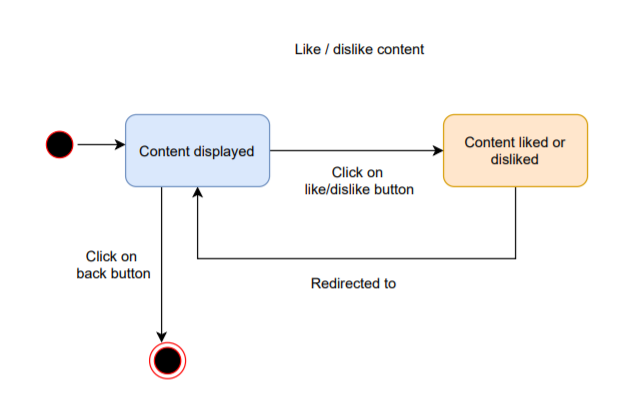 Like / dislike content
Content displayed
Content liked or
disliked
Click on
like/dislike button
Click on
back button
Redirected to